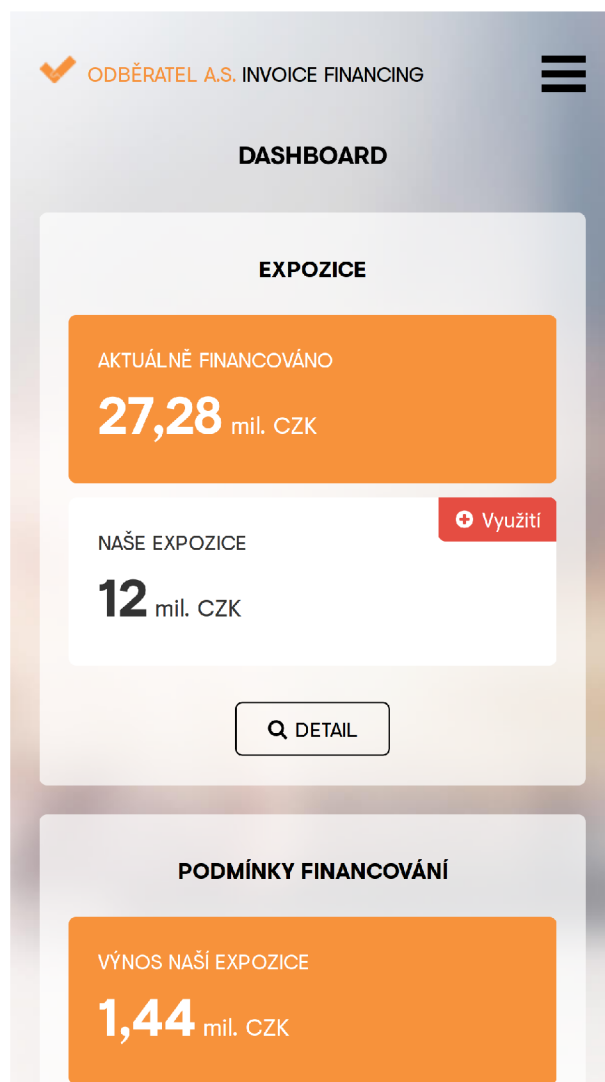 ODBĚRATEL A.S. INVOICE FINANCING
DASHBOARD
EXPOZICE
AKTUÁLNĚ FINANCOVÁNO
27,28 mil. CZK
Využití
NAŠE EXPOZICE
12 mil. CZK
DETAIL
PODMÍNKY FINANCOVÁNÍ
VÝNOS NAŠÍ EXPOZICE
1,44 mil. CZK